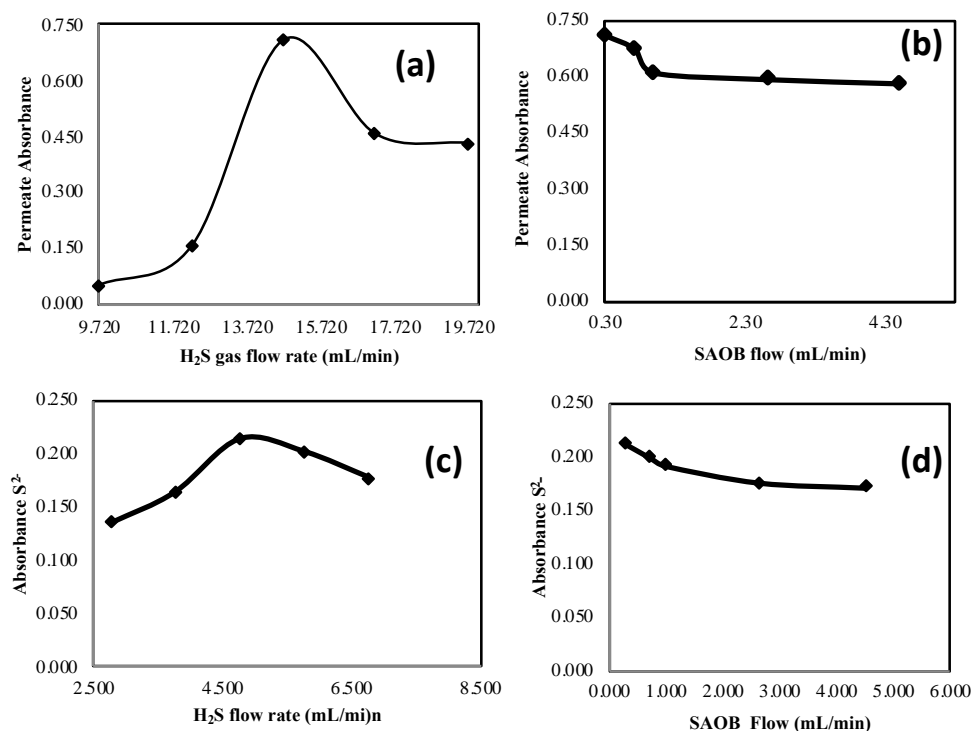 0.750
0.600
0.450
0.300
0.150
0.000
Permeate Absorbance
(a)
9.720 11.720 13.720 15.720 17.720 19.720
H₂S gas flow rate (mL/min)
0.750
0.600
0.450
0.300
0.150
0.000
Permeate Absorbance
(b)
0.30 2.30 4.30
SAOB flow (mL/min)
0.250
0.200
0.150
0.100
0.050
0.000
Absorbance S²⁻
(c)
2.500 4.500 6.500 8.500
H₂S flow rate (mL/mi)n
0.250
0.200
0.150
0.100
0.050
0.000
Absorbance S²⁻
(d)
0.000 1.000 2.000 3.000 4.000 5.000 6.000
SAOB Flow (mL/min)